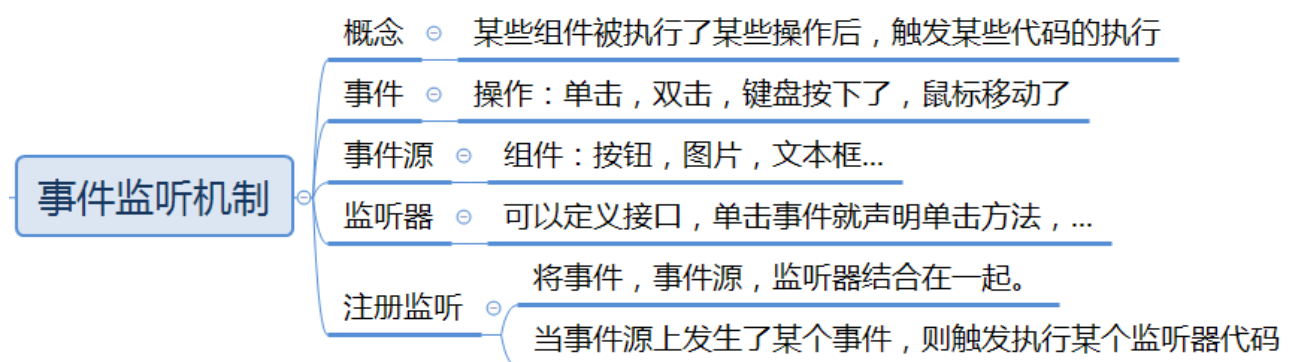 事件监听机制
概念
某些组件被执行了某些操作后，触发某些代码的执行
事件
操作：单击，双击，键盘按下了，鼠标移动了
事件源
组件：按钮，图片，文本框...
监听器
可以定义接口，单击事件就声明单击方法，...
注册监听
将事件，事件源，监听器结合在一起。
当事件源上发生了某个事件，则触发执行某个监听器代码